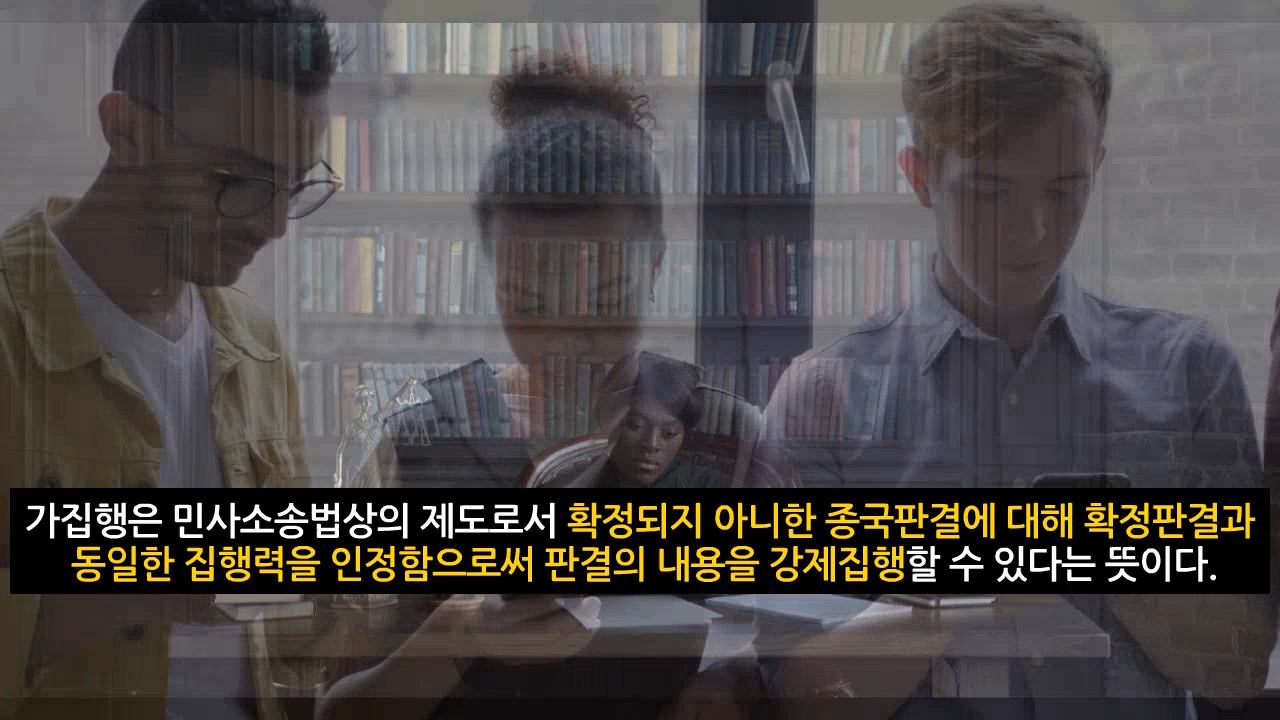 가집행은 민사소송법상의 제도로서 확정되지 아니한 종국판결에 대해 확정판결과
동일한 집행력을 인정함으로써 판결의 내용을 강제집행할 수 있다는 뜻이다.